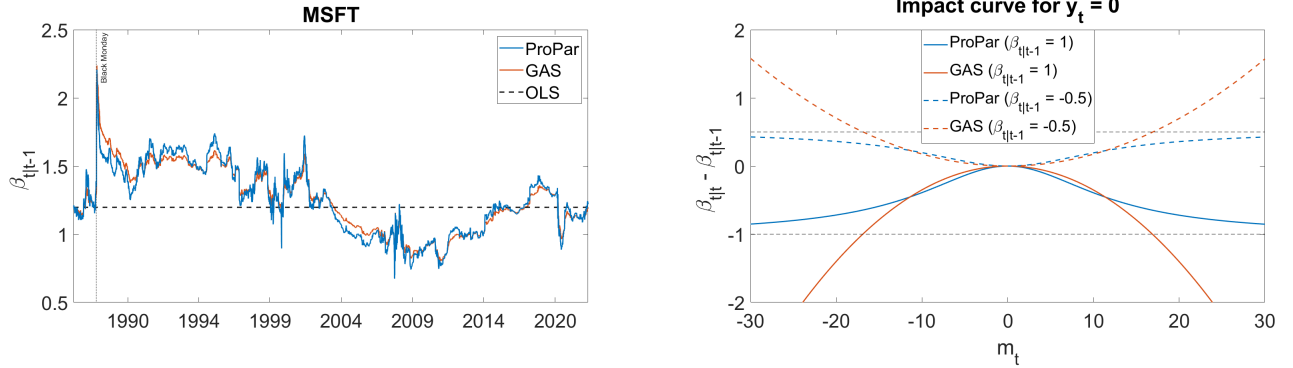 MSFT
2.5
2
1.5
1
0.5
β_t|t-1
Black Monday
ProPar
GAS
OLS
1990
1994
1999
2004
2009
2014
2020
Impact curve for y_t = 0
2
1
0
-1
-2
β_t|t - β_t|t-1
ProPar (β_t|t-1 = 1)
GAS (β_t|t-1 = 1)
ProPar (β_t|t-1 = -0.5)
GAS (β_t|t-1 = -0.5)
-30
-20
-10
0
10
20
30
m_t